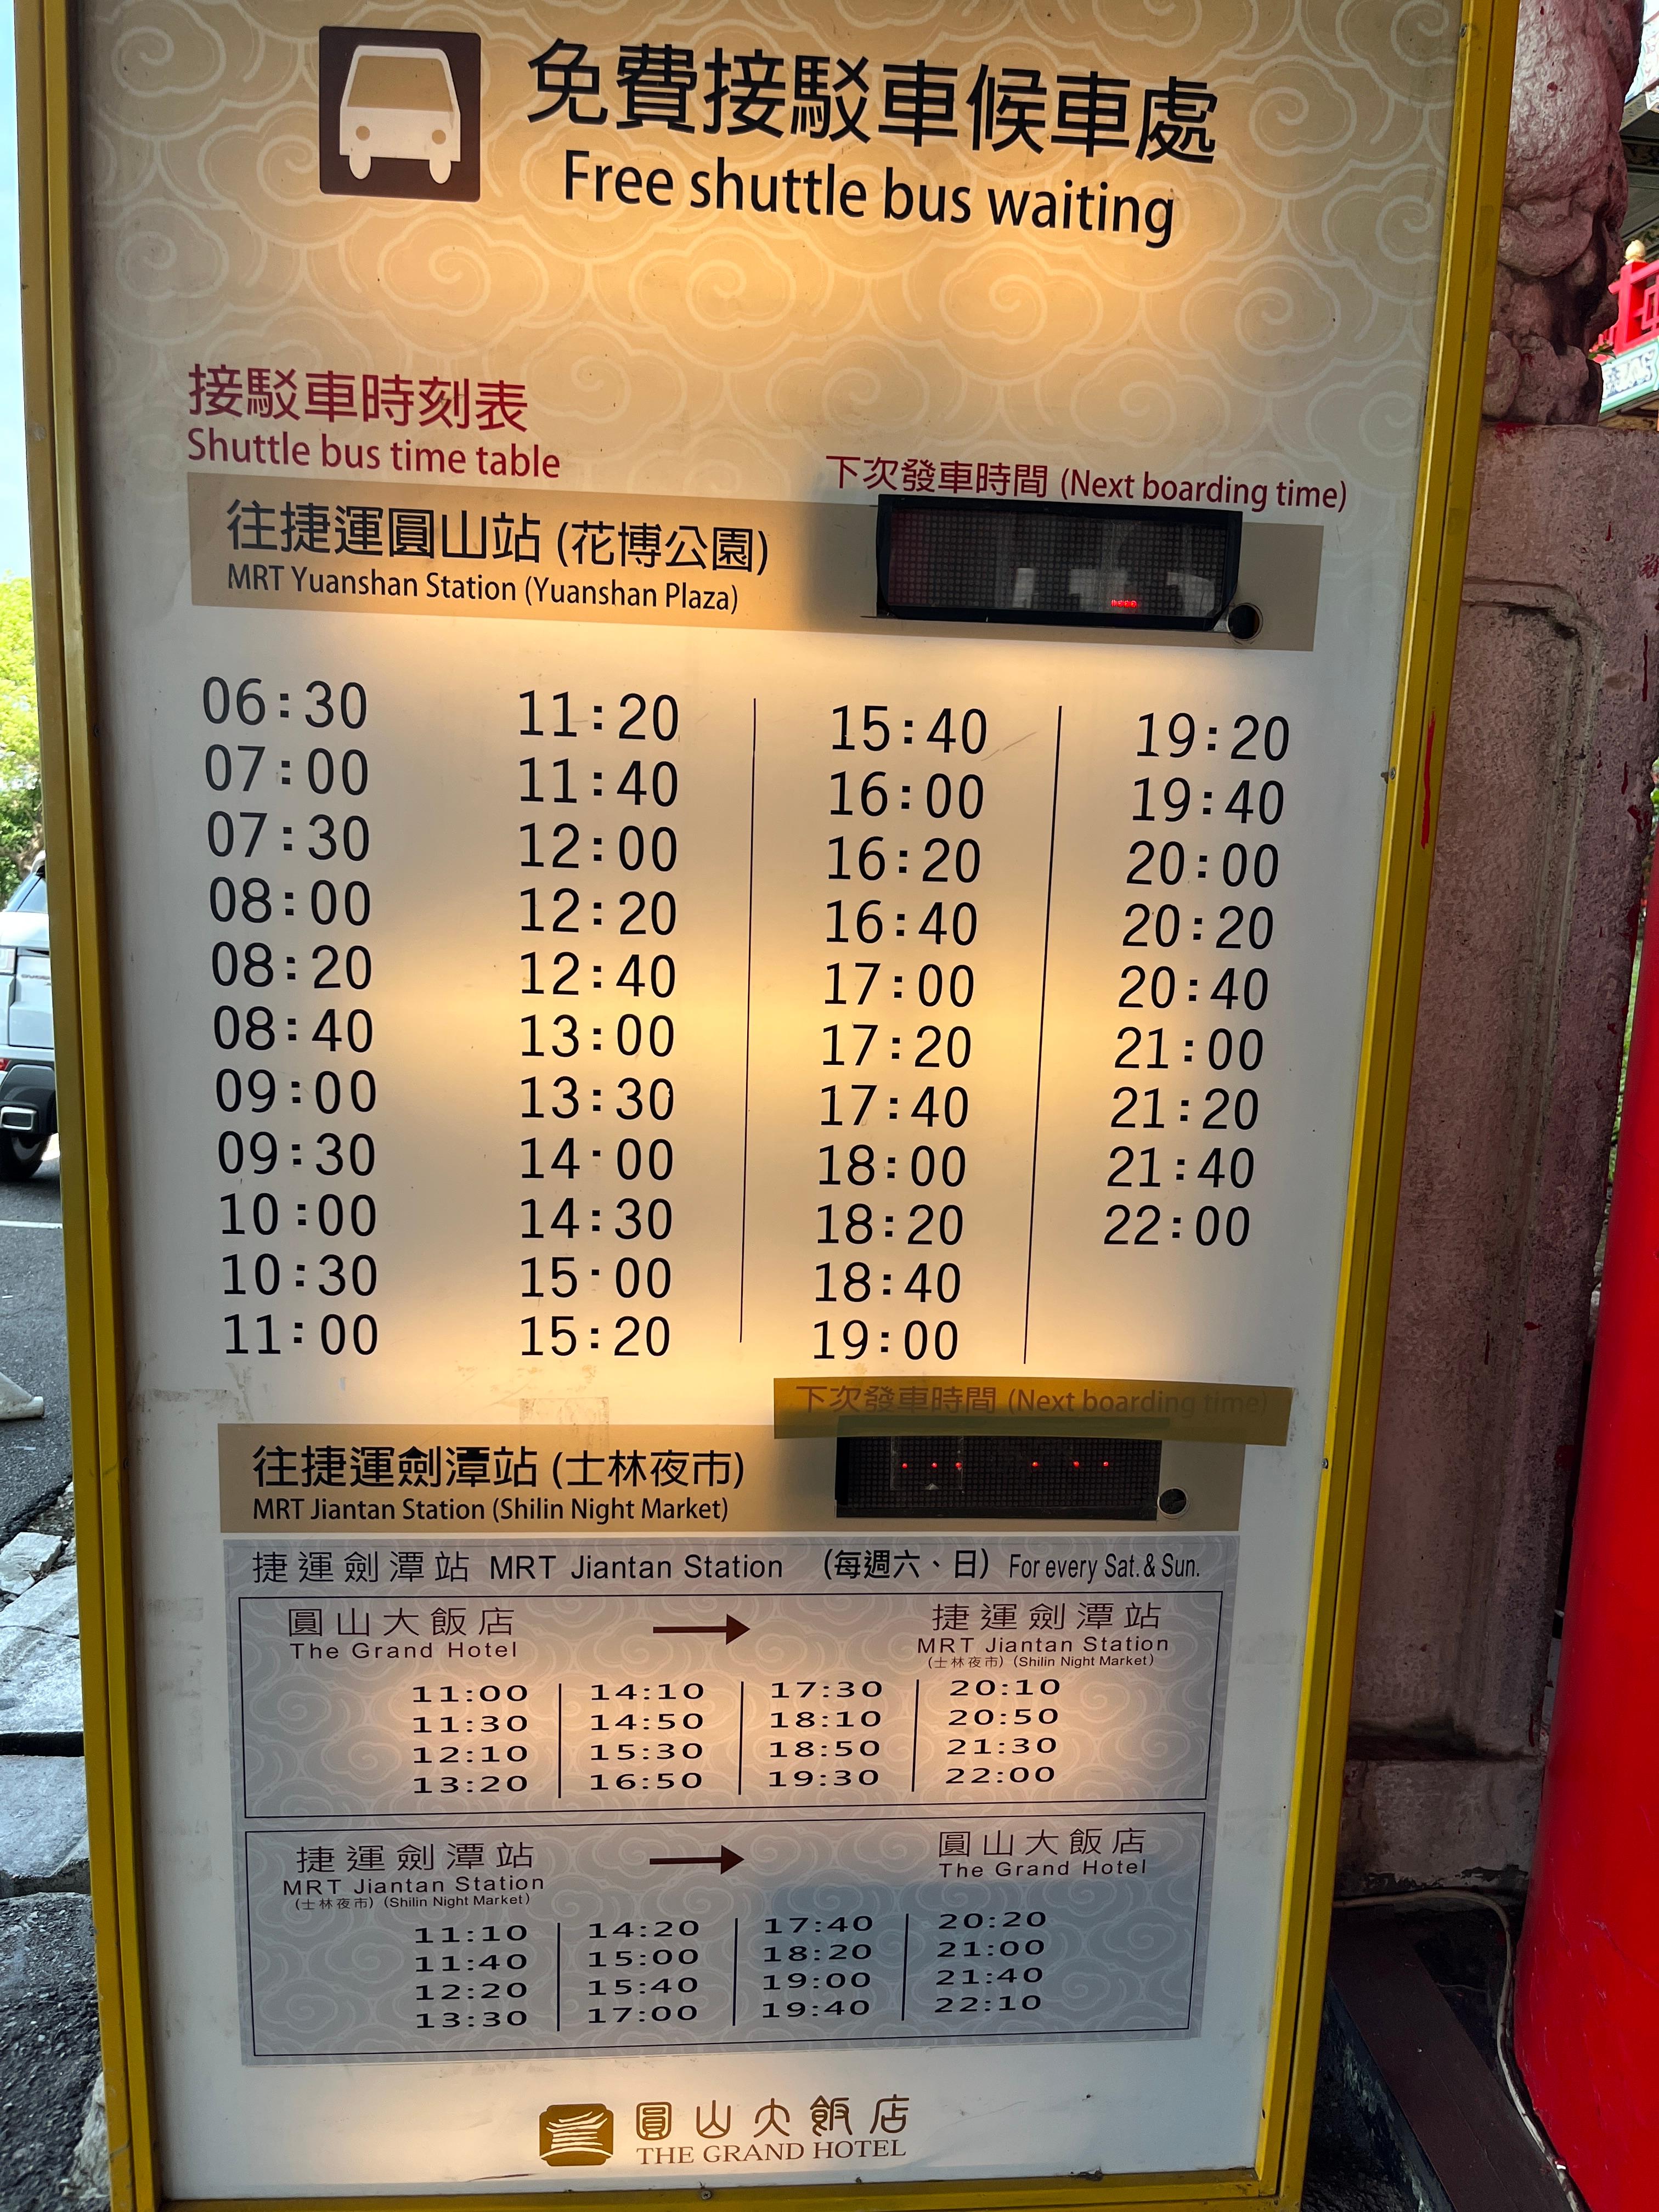 免費接駁車候車處
Free shuttle bus waiting
接駁車時刻表
Shuttle bus time table
下次發車時間 (Next boarding time)
往捷運圓山站 (花博公園)
MRT Yuanshan Station (Yuanshan Plaza)
06:30 11:20 15:40 19:20
07:00 11:40 16:00 19:40
07:30 12:00 16:20 20:00
08:00 12:20 16:40 20:20
08:20 12:40 17:00 20:40
08:40 13:00 17:20 21:00
09:00 13:30 17:40 21:20
09:30 14:00 18:00 21:40
10:00 14:30 18:20 22:00
10:30 15:00 18:40
11:00 15:20 19:00
下次發車時間 (Next boarding time)
往捷運劍潭站 (士林夜市)
MRT Jiantan Station (Shilin Night Market)
捷運劍潭站 MRT Jiantan Station (每週六、日) For every Sat. & Sun.
圓山大飯店 → 捷運劍潭站
The Grand Hotel MRT Jiantan Station
(士林夜市) (Shilin Night Market)
11:00 14:10 17:30 20:10
11:30 14:50 18:10 20:50
12:10 15:30 18:50 21:30
13:20 16:50 19:30 22:00
捷運劍潭站 → 圓山大飯店
MRT Jiantan Station The Grand Hotel
(士林夜市) (Shilin Night Market)
11:10 14:20 17:40 20:20
11:40 15:00 18:20 21:00
12:20 15:40 19:00 21:40
13:30 17:00 19:40 22:10
圓山大飯店
THE GRAND HOTEL